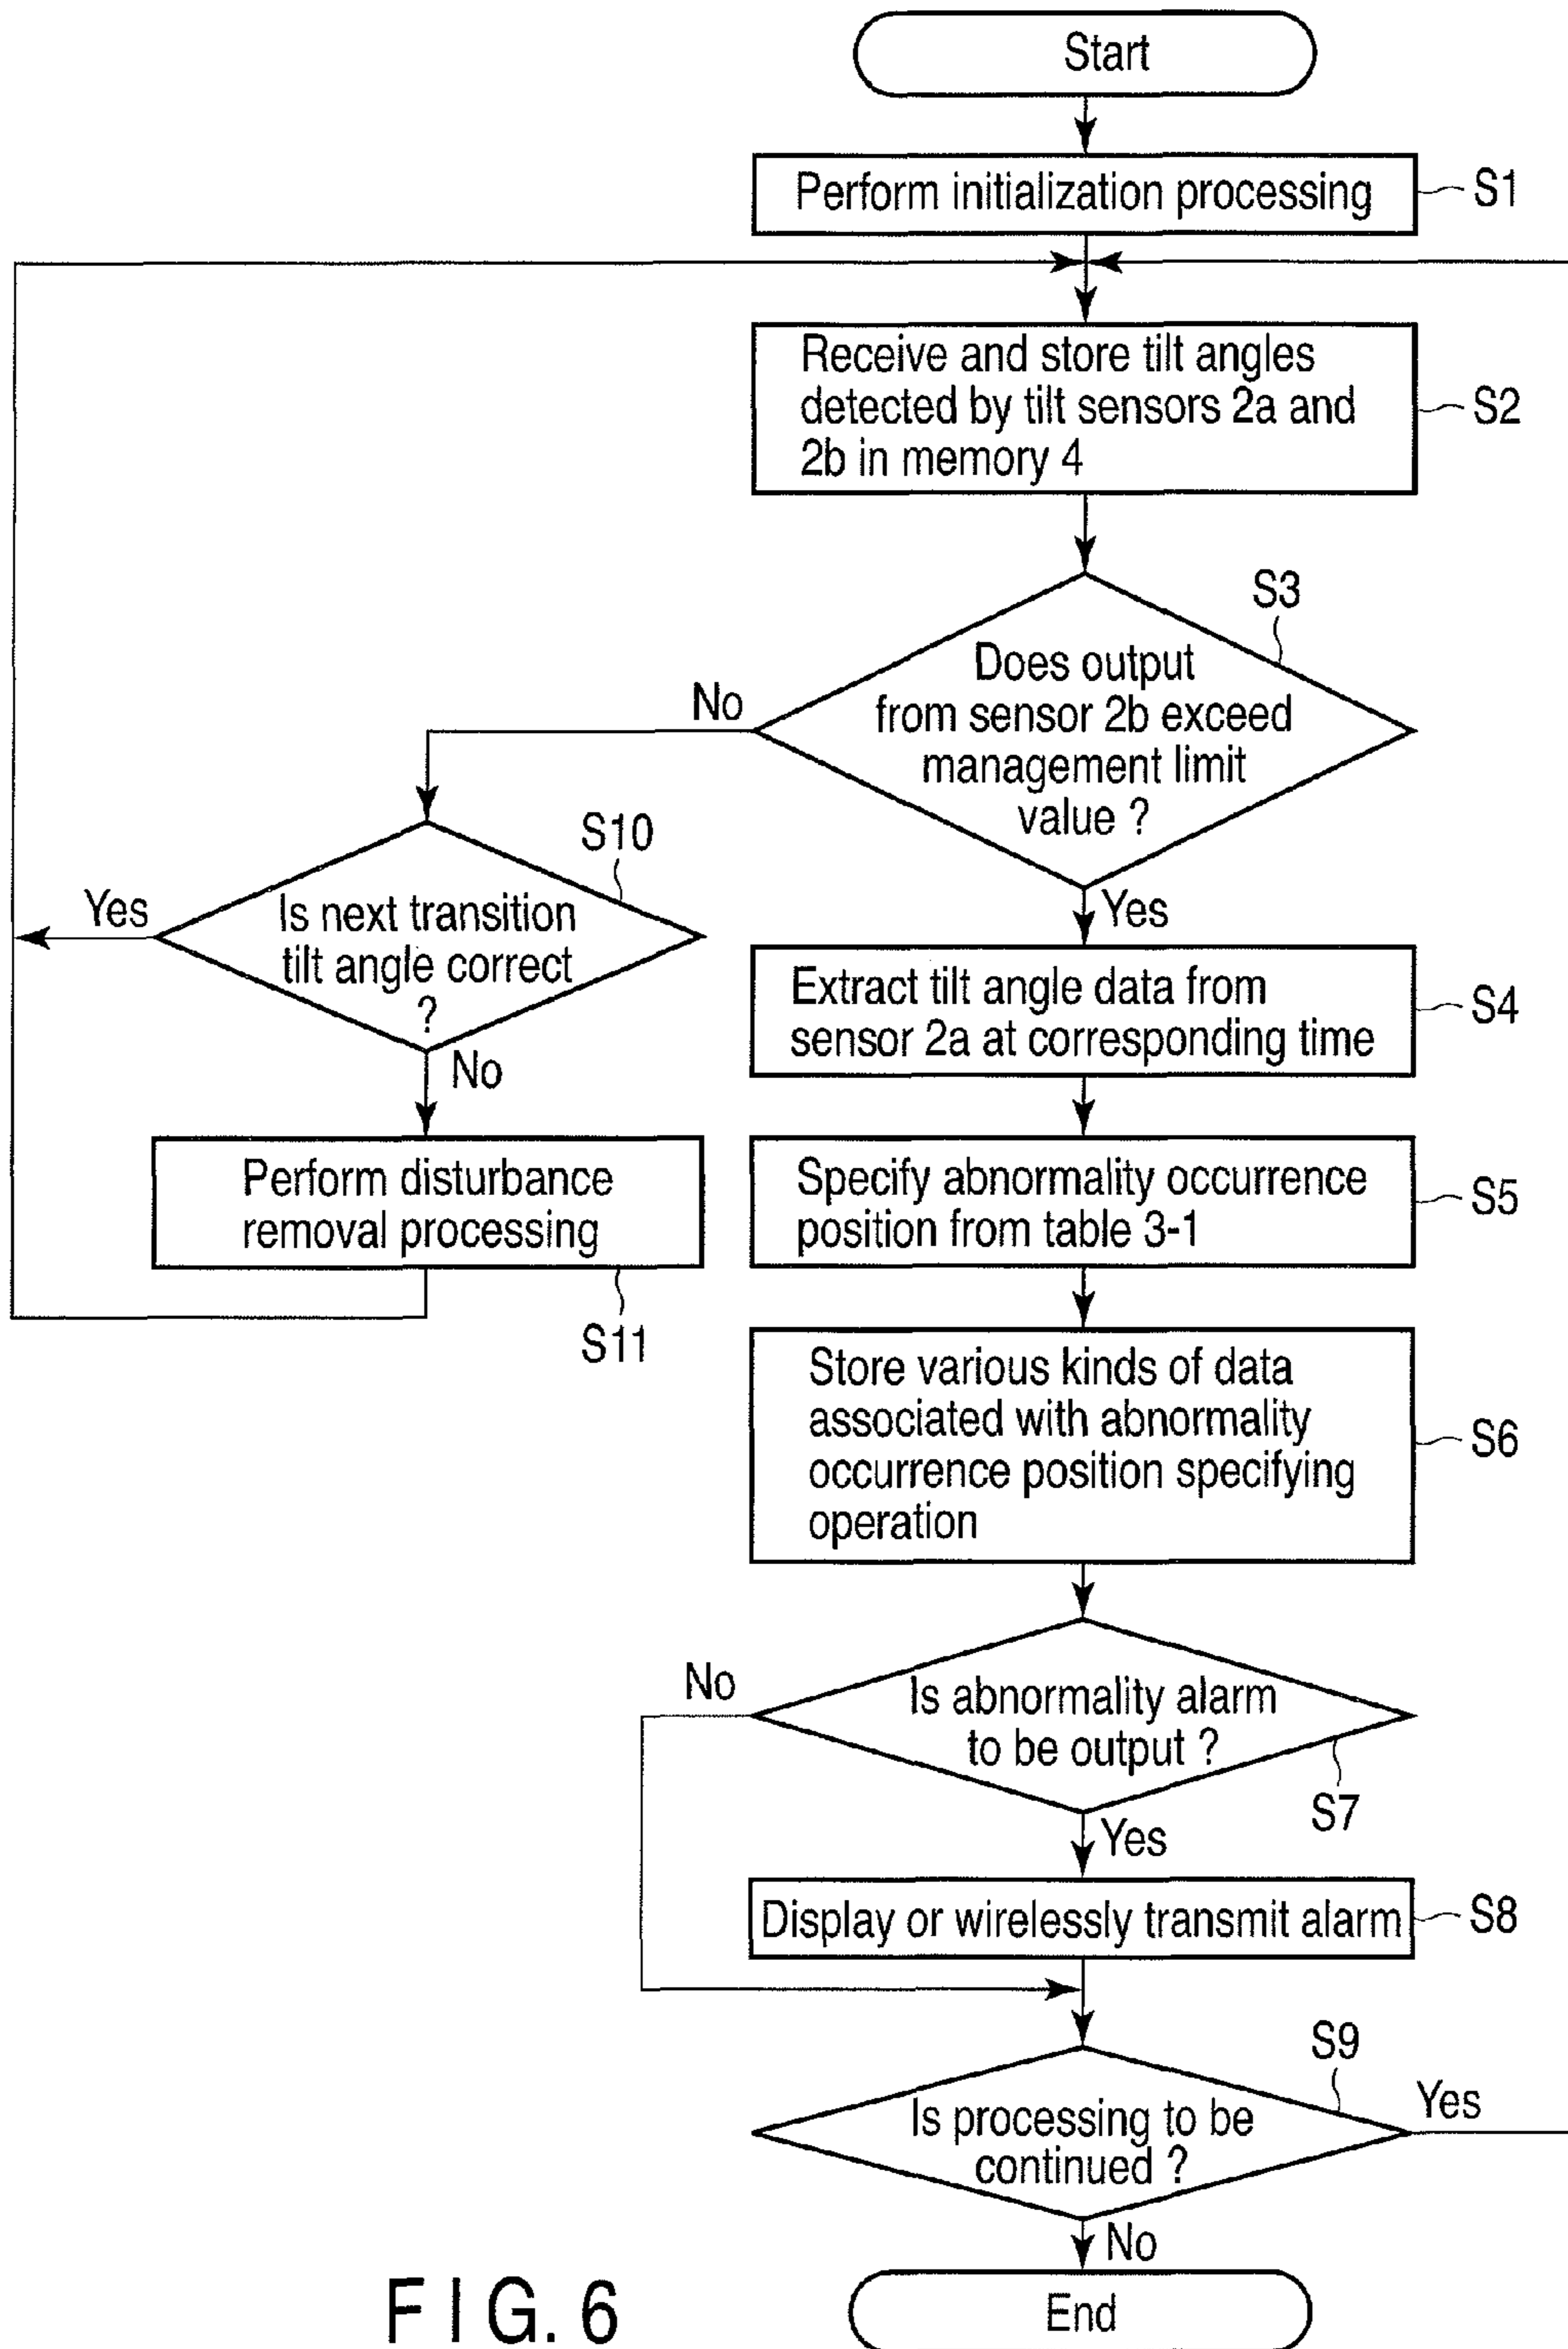 Start
Perform initialization processing
S1
Receive and store tilt angles
detected by tilt sensors 2a and
2b in memory 4
S2
S3
Does output
from sensor 2b exceed
management limit
value ?
No
Yes
S10
Is next transition
tilt angle correct
?
Yes
No
Extract tilt angle data from
sensor 2a at corresponding time
S4
Perform disturbance
removal processing
S11
Specify abnormality occurrence
position from table 3-1
S5
Store various kinds of data
associated with abnormality
occurrence position specifying
operation
S6
No
Is abnormality alarm
to be output ?
S7
Yes
Display or wirelessly transmit alarm
S8
S9
Is processing to be
continued ?
Yes
No
End
FIG. 6